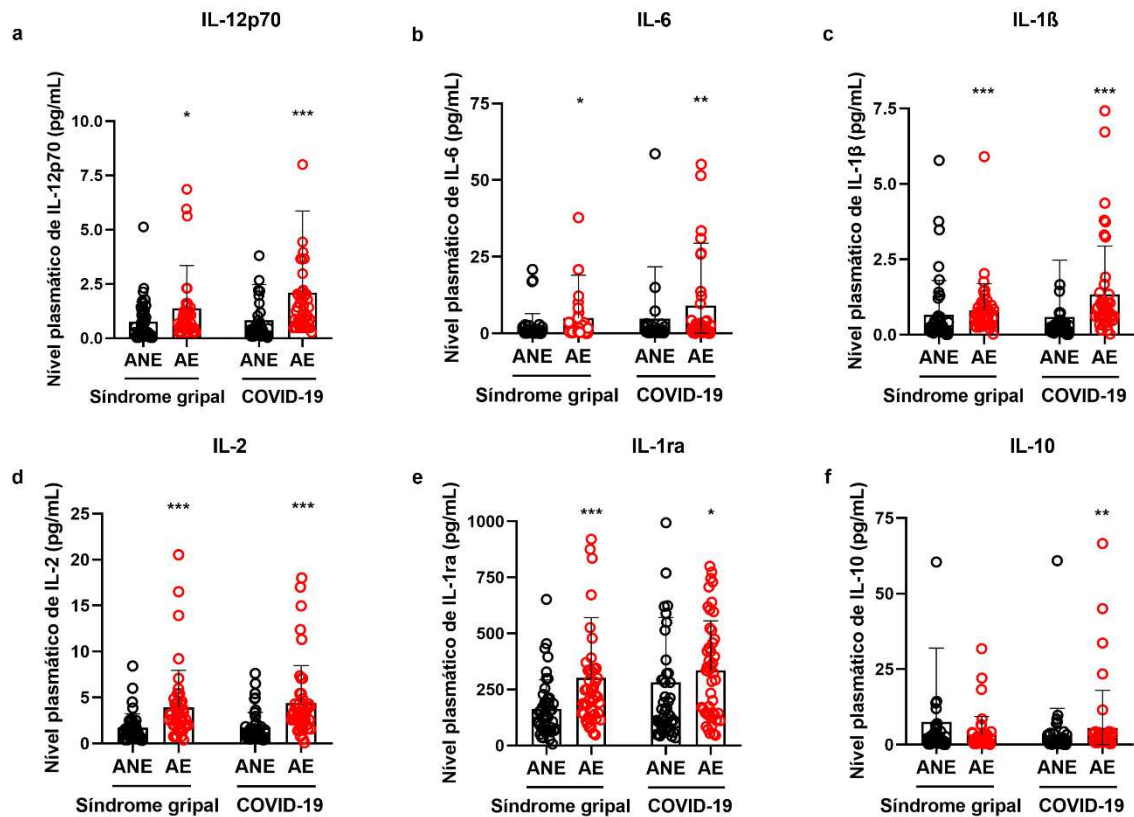 a
IL-12p70
Nível plasmático de IL-12p70 (pg/mL)
10.0
7.5
5.0
2.5
0.0
*
***
ANE AE ANE AE
Síndrome gripal COVID-19
b
IL-6
Nível plasmático de IL-6 (pg/mL)
75
50
25
0
*
**
ANE AE ANE AE
Síndrome gripal COVID-19
c
IL-1ß
Nível plasmático de IL-1β (pg/mL)
7.5
5.0
2.5
0.0
***
***
ANE AE ANE AE
Síndrome gripal COVID-19
d
IL-2
Nível plasmático de IL-2 (pg/mL)
25
20
15
10
5
0
***
***
ANE AE ANE AE
Síndrome gripal COVID-19
e
IL-1ra
Nível plasmático de IL-1ra (pg/mL)
1000
750
500
250
0
***
*
ANE AE ANE AE
Síndrome gripal COVID-19
f
IL-10
Nível plasmático de IL-10 (pg/mL)
75
50
25
0
**
ANE AE ANE AE
Síndrome gripal COVID-19